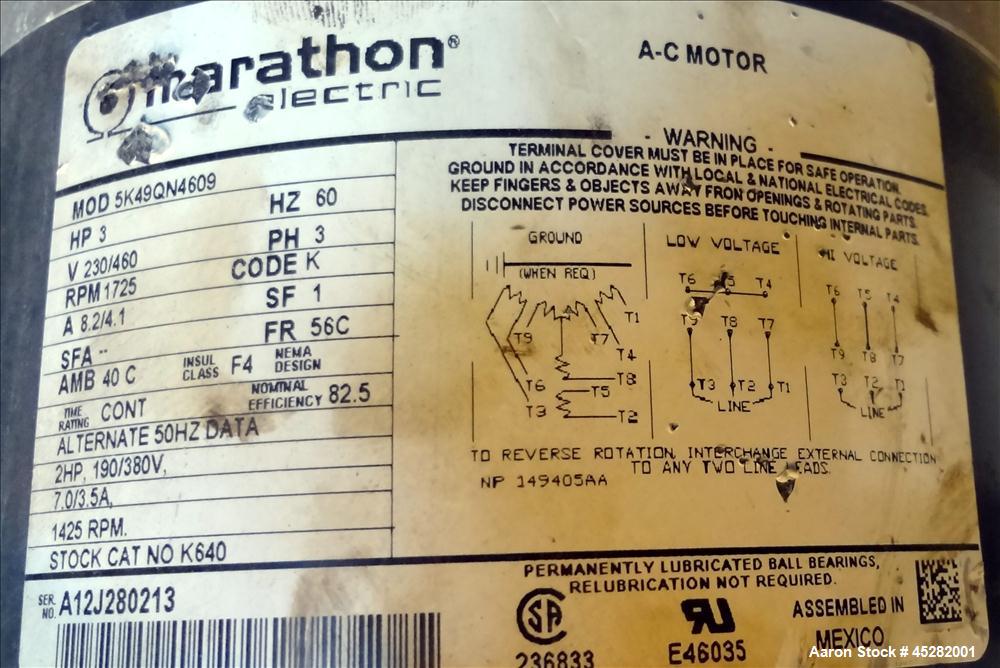 marathon®
electric
A-C MOTOR
- WARNING -
TERMINAL COVER MUST BE IN PLACE FOR SAFE OPERATION.
GROUND IN ACCORDANCE WITH LOCAL & NATIONAL ELECTRICAL CODES.
KEEP FINGERS & OBJECTS AWAY FROM OPENINGS & ROTATING PARTS.
DISCONNECT POWER SOURCES BEFORE TOUCHING INTERNAL PARTS.
MOD 5K49QN4609
HP 3 HZ 60
V 230/460 PH 3
RPM 1725 CODE K
A 8.2/4.1 SF 1
SFA -- FR 56C
AMB 40 C INSUL CLASS F4 NEMA DESIGN
TIME RATING CONT NOMINAL EFFICIENCY 82.5
ALTERNATE 50HZ DATA
2HP, 190/380V,
7.0/3.5A,
1425 RPM.
STOCK CAT NO K640
GROUND
(WHEN REQ)
T1
T9 T7
T4
T8
T6 T5
T3 T2
LOW VOLTAGE
T6 T5 T4
T9 T8 T7
T3 T2 T1
LINE
HI VOLTAGE
T6 T5 T4
T9 T8 T7
T3 T2 T1
LINE
TO REVERSE ROTATION, INTERCHANGE EXTERNAL CONNECTION
TO ANY TWO LINE LEADS.
NP 149405AA
SER. NO. A12J280213
PERMANENTLY LUBRICATED BALL BEARINGS,
RELUBRICATION NOT REQUIRED.
SA
236833
E46035
ASSEMBLED IN
MEXICO
Aaron Stock # 45282001